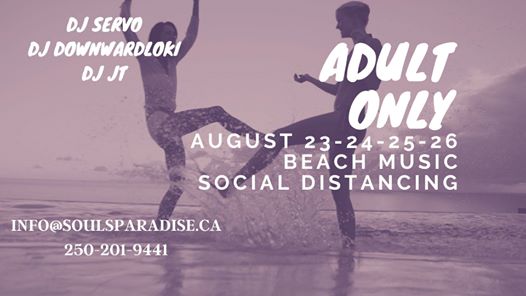 DJ SERVO
DJ DOWNWARDLOKI
DJ JT
ADULT
ONLY
AUGUST 23-24-25-26
BEACH MUSIC
SOCIAL DISTANCING
INFO@SOULSPARADISE.CA
250-201-9441